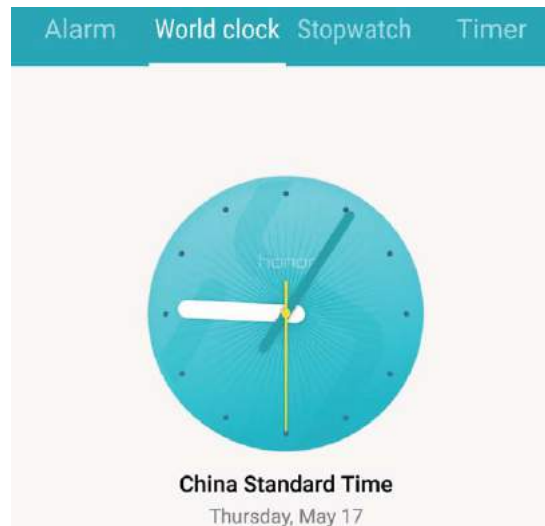 Alarm World clock Stopwatch Timer
honor
China Standard Time
Thursday, May 17